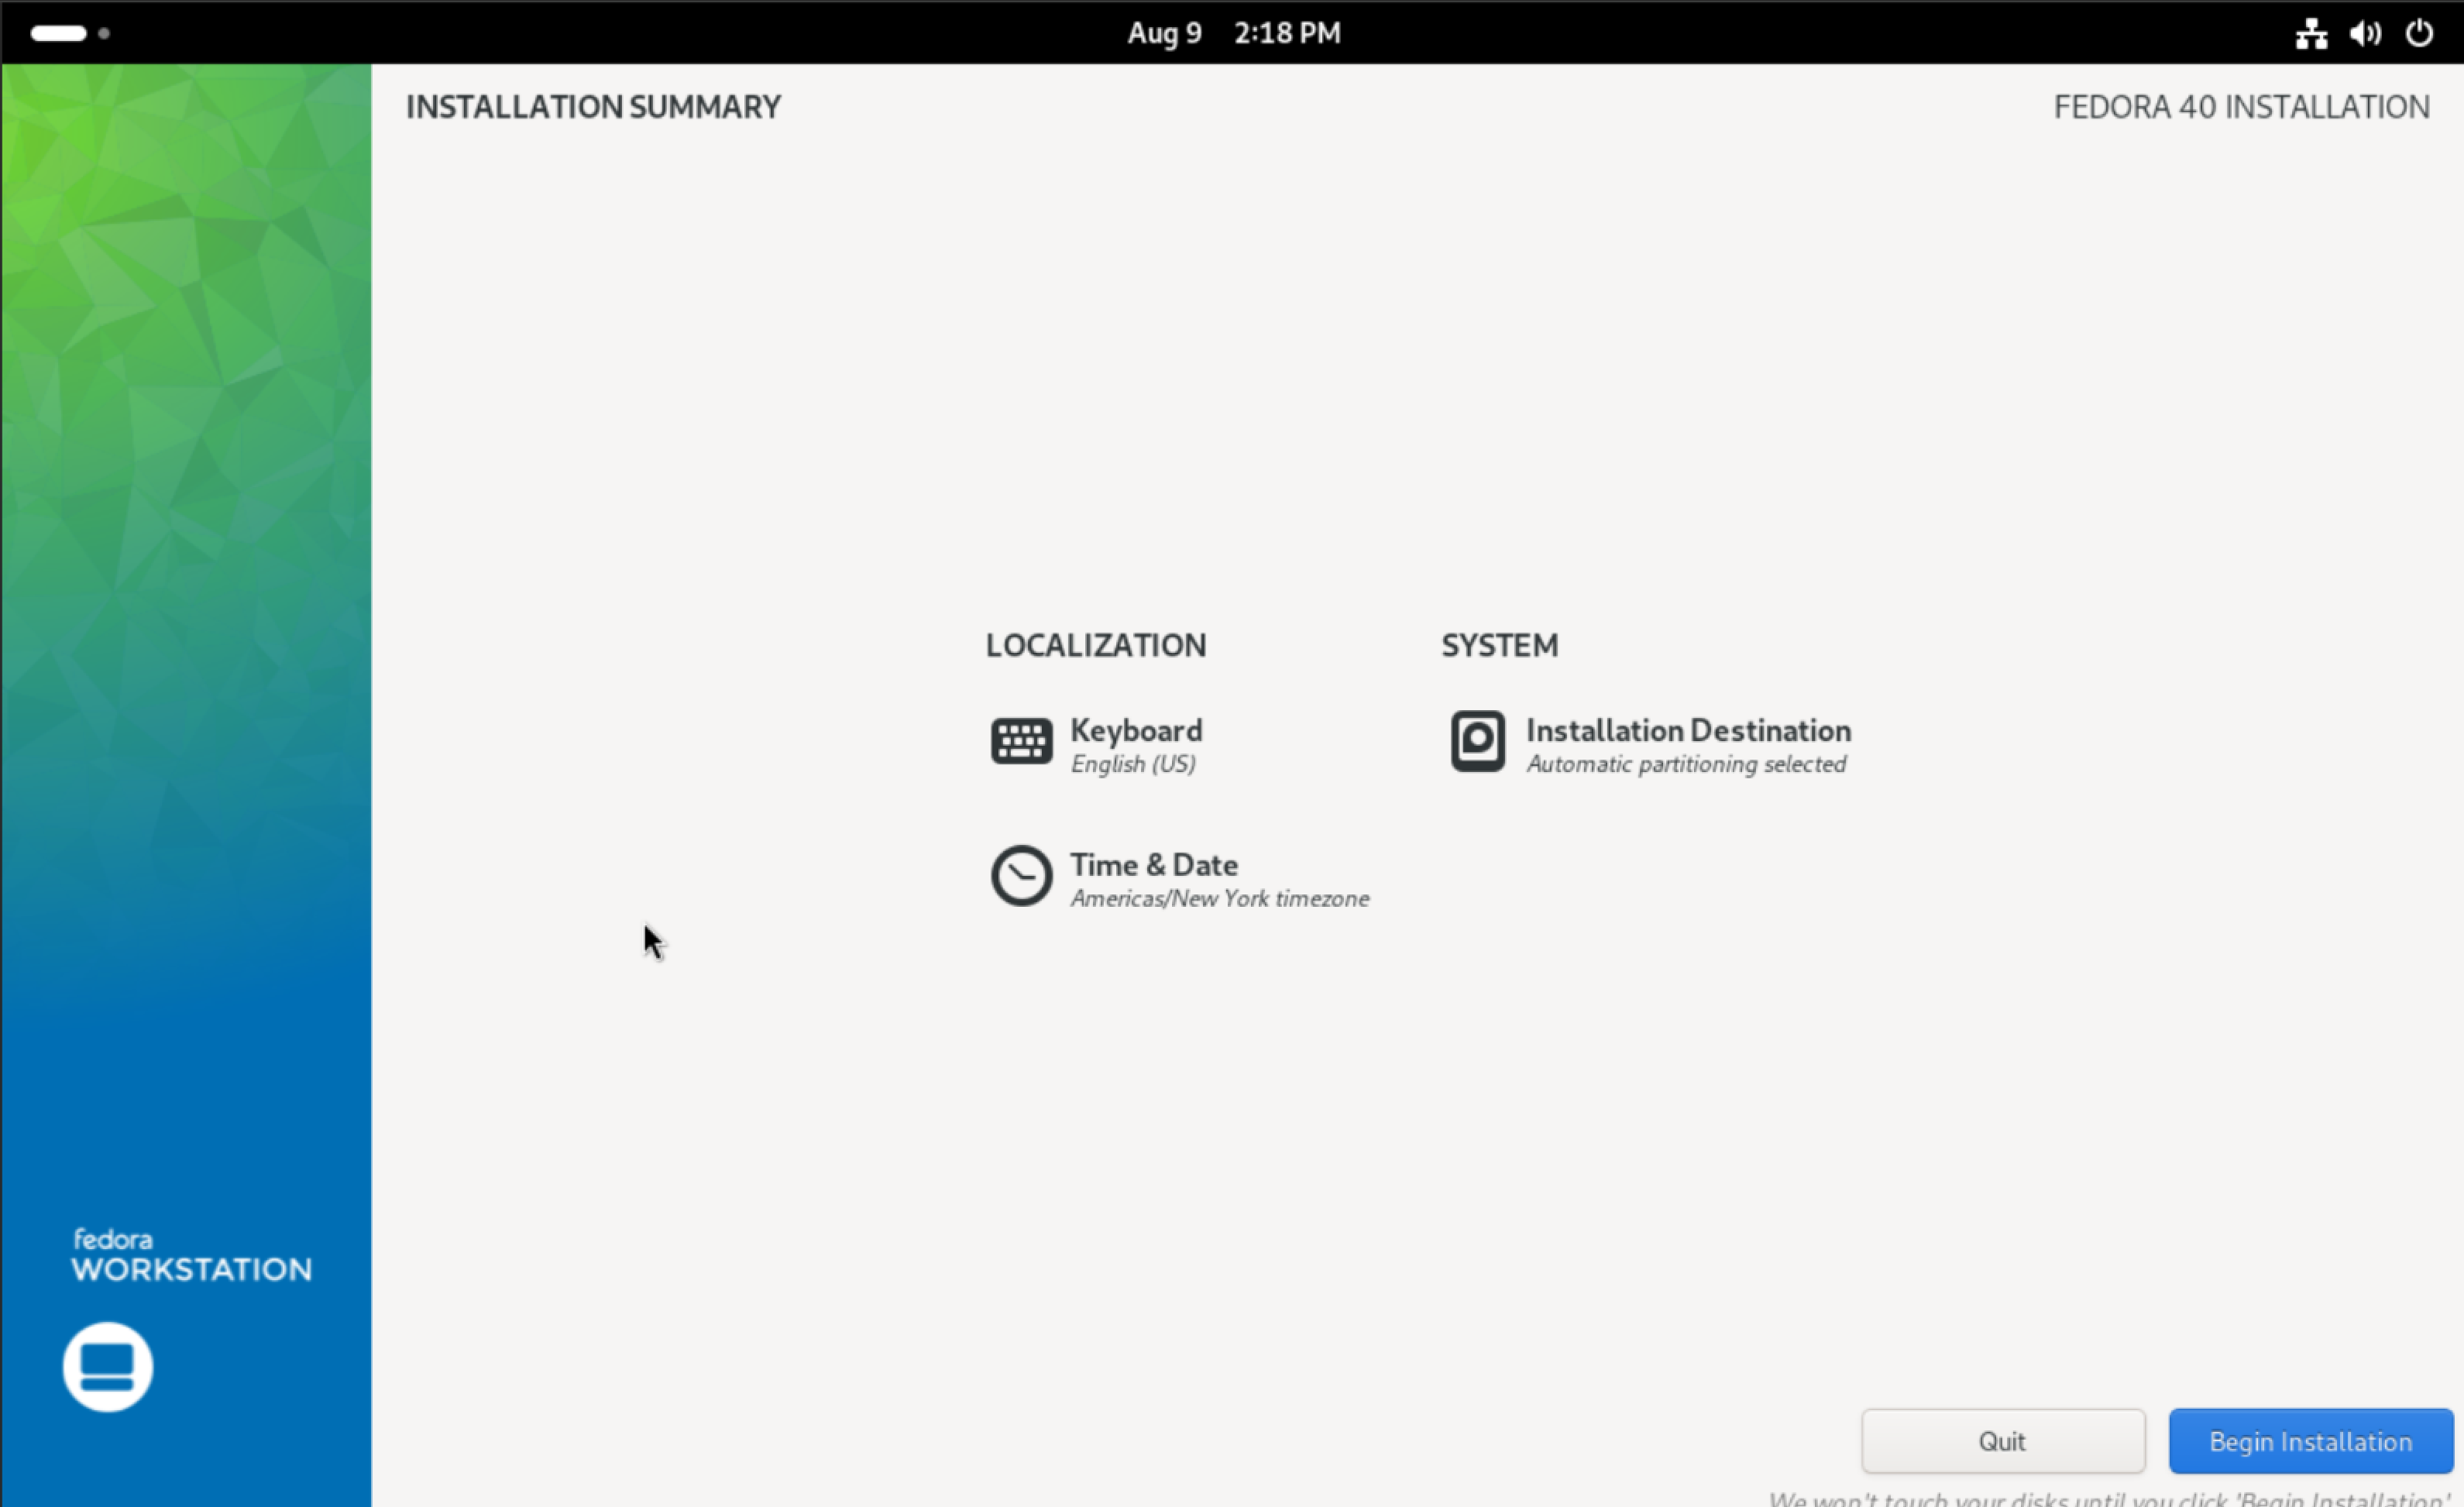 Aug 9 2:18 PM
INSTALLATION SUMMARY
FEDORA 40 INSTALLATION
LOCALIZATION
SYSTEM
Keyboard
English (US)
Installation Destination
Automatic partitioning selected
Time & Date
Americas/New York timezone
fedora
WORKSTATION
Quit
Begin Installation
We won't touch your disks until you click 'Begin Installation'.